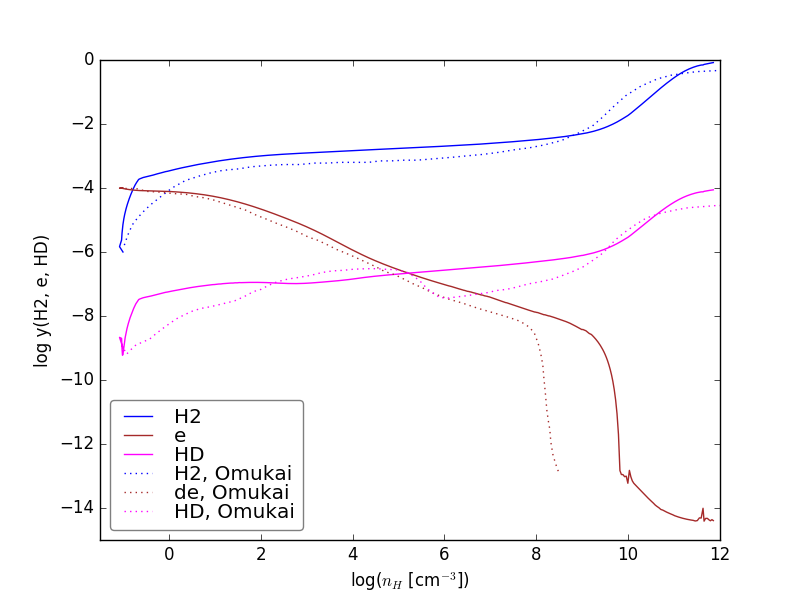 0
−2
−4
−6
−8
−10
−12
−14
log y(H2, e, HD)
H2
e
HD
H2, Omukai
de, Omukai
HD, Omukai
0 2 4 6 8 10 12
log(n_H [cm⁻³])